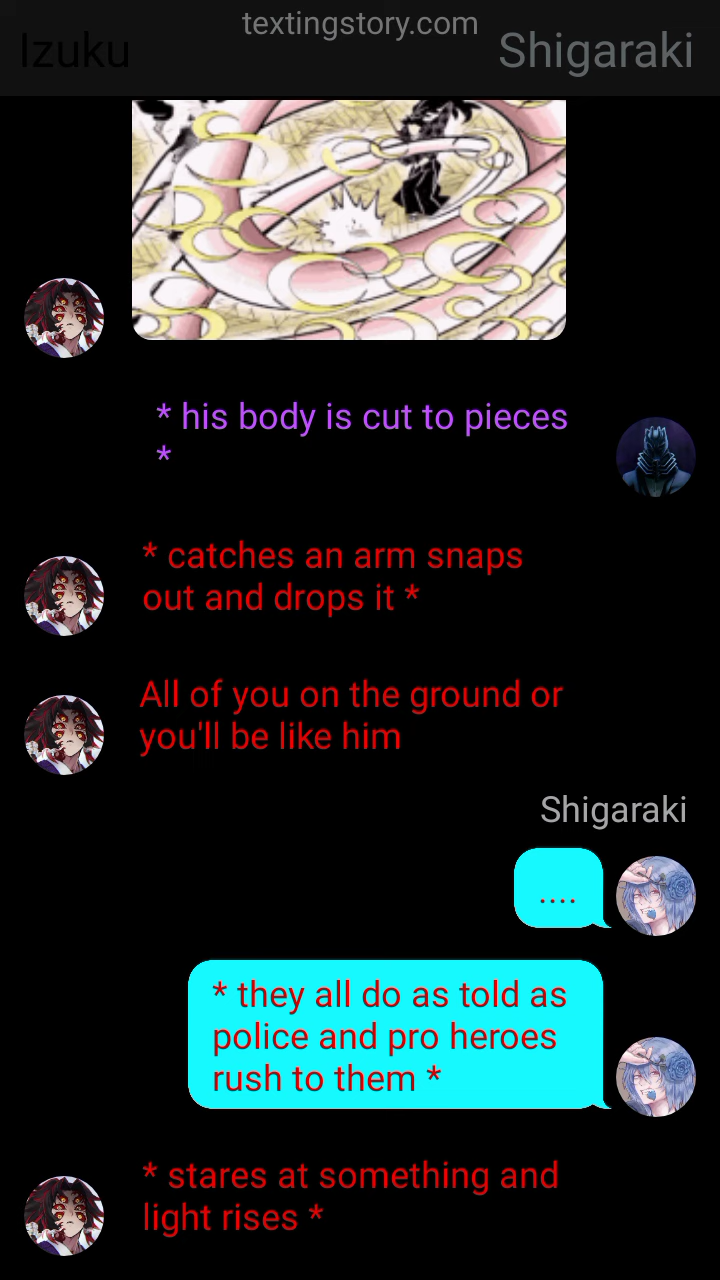 textingstory.com
Izuku
Shigaraki
* his body is cut to pieces
*
* catches an arm snaps
out and drops it *
All of you on the ground or
you'll be like him
Shigaraki
....
* they all do as told as
police and pro heroes
rush to them *
* stares at something and
light rises *